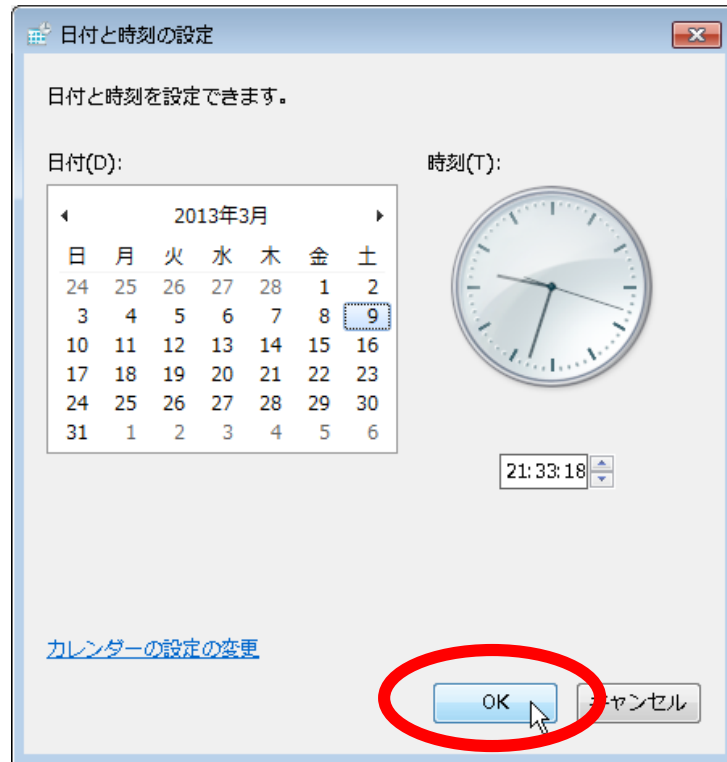 日付と時刻の設定
日付と時刻を設定できます。
日付(D):
時刻(T):
2013年3月
日 月 火 水 木 金 土
24 25 26 27 28 1 2
3 4 5 6 7 8 9
10 11 12 13 14 15 16
17 18 19 20 21 22 23
24 25 26 27 28 29 30
31 1 2 3 4 5 6
21:33:18
カレンダーの設定の変更
OK キャンセル